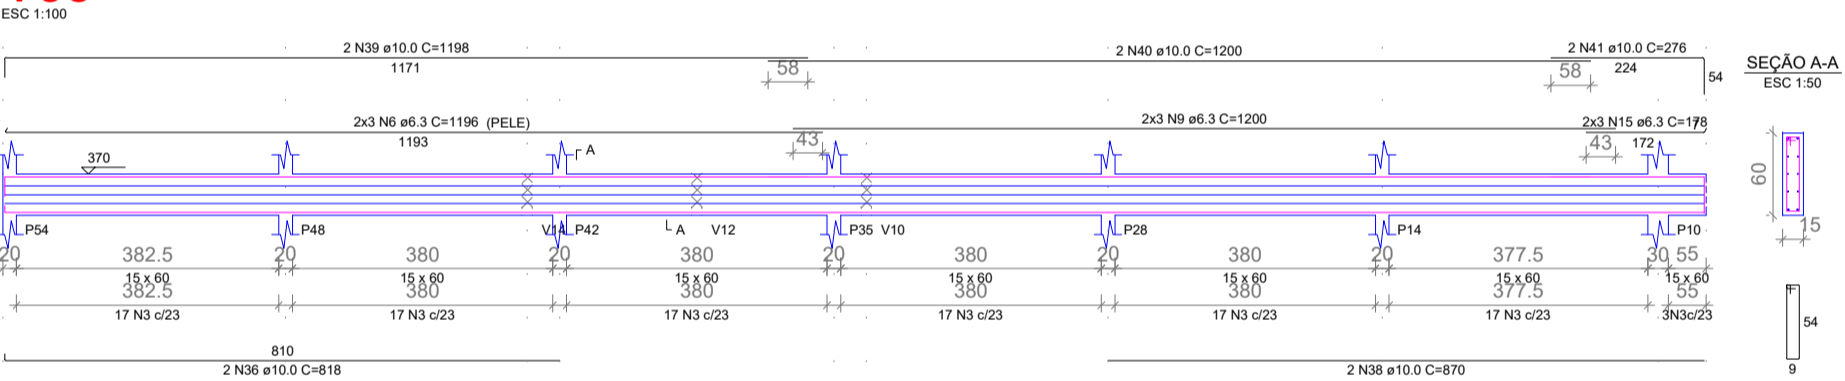 ESC 1:100
2 N39 ø10.0 C=1198
1171
58
2 N40 ø10.0 C=1200
2 N41 ø10.0 C=276
58
224
54
SEÇÃO A-A
ESC 1:50
2x3 N6 ø6.3 C=1196 (PELE)
1193
43
2x3 N9 ø6.3 C=1200
2x3 N15 ø6.3 C=178
43
172
370
A
60
15
P54
P48
V14
P42
A
V12
P35
V10
P28
P14
P10
20 382.5 20 380 20 380 20 380 20 380 20 377.5 30 55
15 x 60 15 x 60 15 x 60 15 x 60 15 x 60 15 x 60 15 x 60
382.5 380 380 380 380 377.5 55
17 N3 c/23 17 N3 c/23 17 N3 c/23 17 N3 c/23 17 N3 c/23 17 N3 c/23 3N3c/23
54
9
810
2 N36 ø10.0 C=818
2 N38 ø10.0 C=870